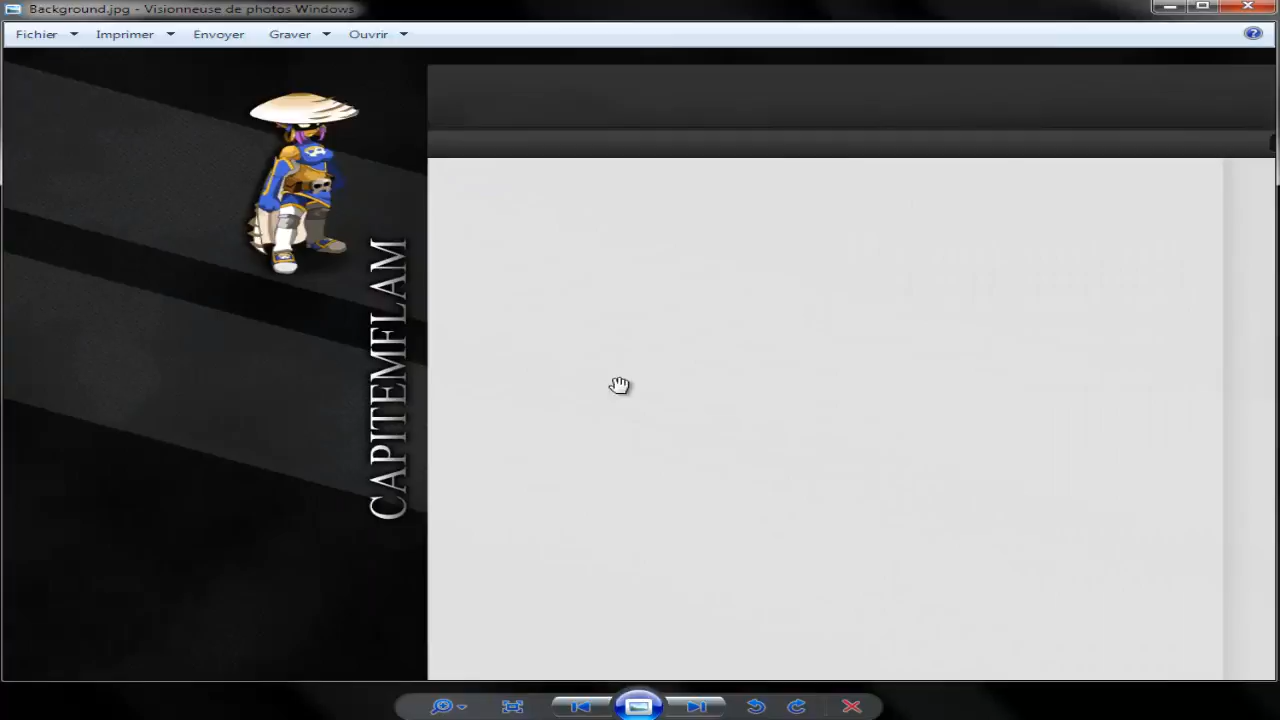 Background.jpg - Visionneuse de photos Windows
Fichier Imprimer Envoyer Graver Ouvrir
CAPITEMFLAM